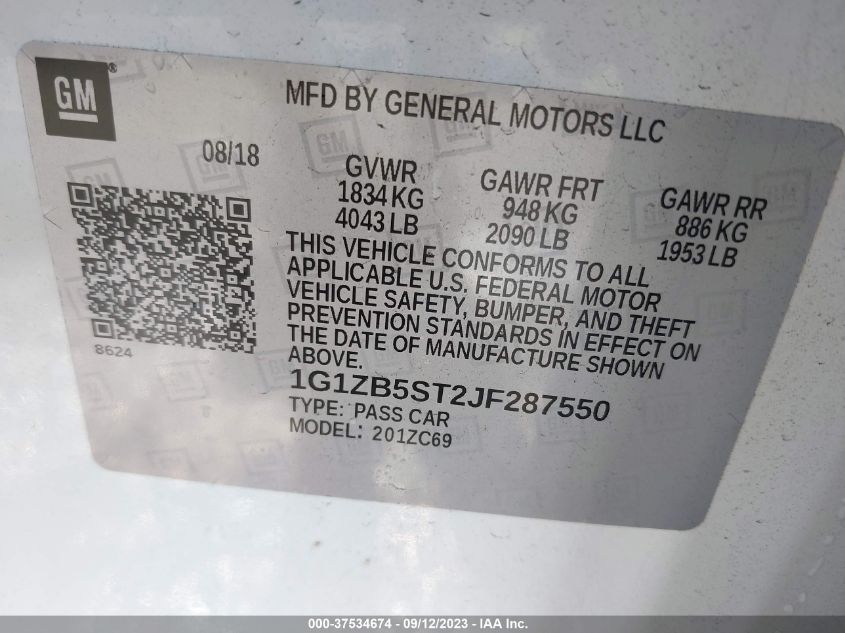 GM®
MFD BY GENERAL MOTORS LLC
08/18
GVWR
1834 KG
4043 LB
GAWR FRT
948 KG
2090 LB
GAWR RR
886 KG
1953 LB
THIS VEHICLE CONFORMS TO ALL
APPLICABLE U.S. FEDERAL MOTOR
VEHICLE SAFETY, BUMPER, AND THEFT
PREVENTION STANDARDS IN EFFECT ON
THE DATE OF MANUFACTURE SHOWN
ABOVE.
8624
1G1ZB5ST2JF287550
TYPE: PASS CAR
MODEL: 201ZC69
000-37534674 - 09/12/2023 - IAA Inc.